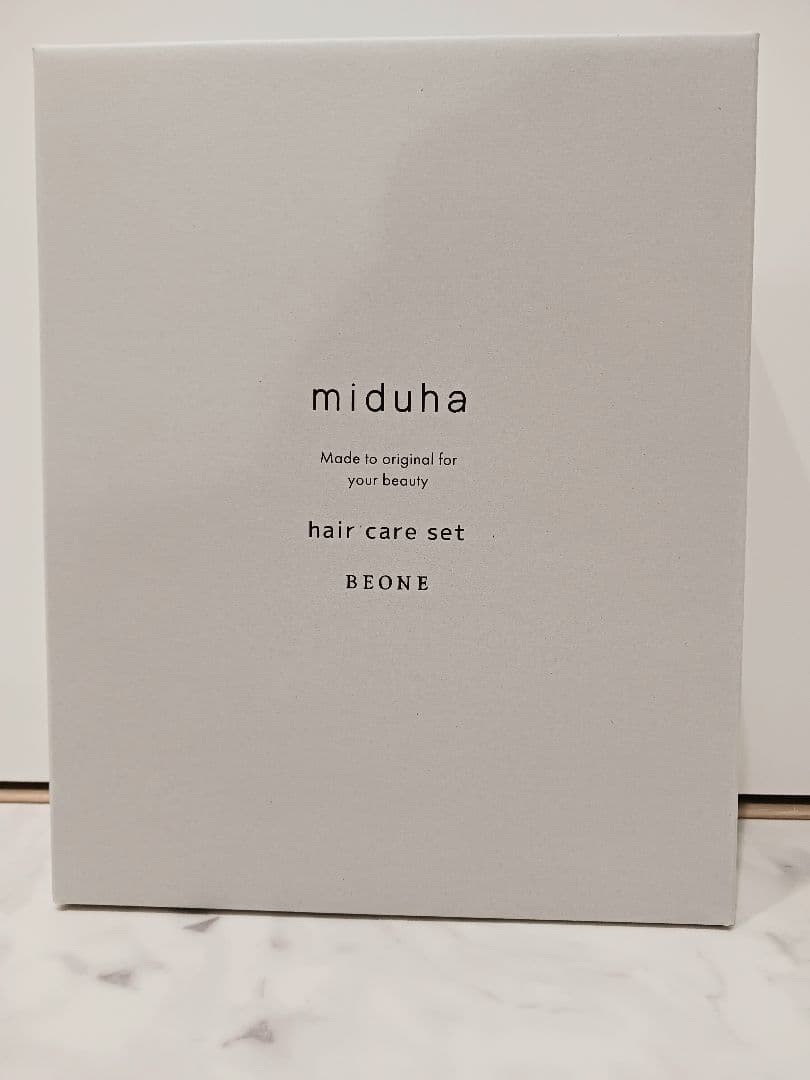 miduha
Made to original for
your beauty
hair care set
BEONE